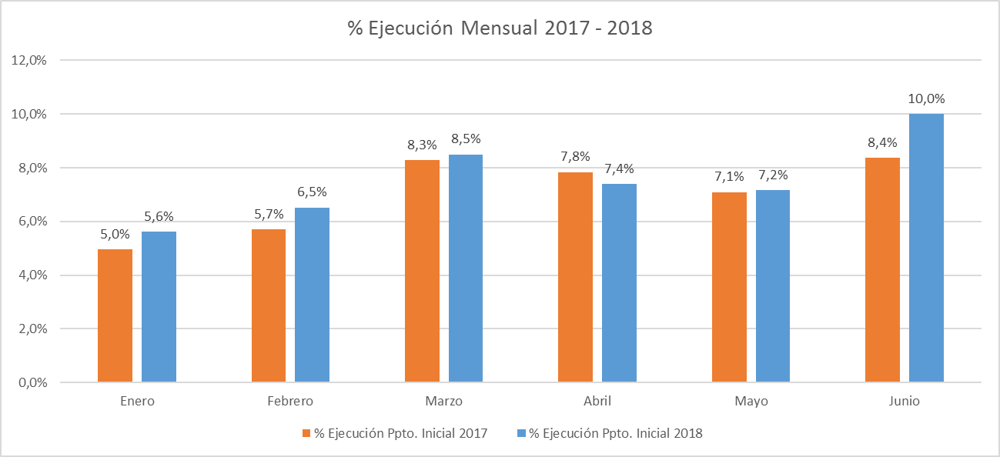 % Ejecución Mensual 2017 - 2018
12,0%
10,0%
8,0%
6,0%
4,0%
2,0%
0,0%
5,0%
5,6%
5,7%
6,5%
8,3%
8,5%
7,8%
7,4%
7,1%
7,2%
8,4%
10,0%
Enero
Febrero
Marzo
Abril
Mayo
Junio
% Ejecución Ppto. Inicial 2017
% Ejecución Ppto. Inicial 2018